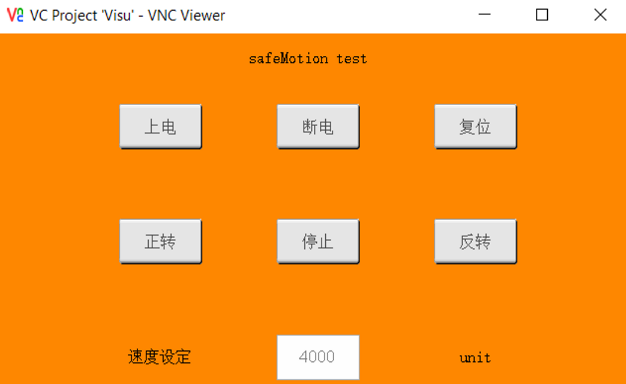 VC Project 'Visu' - VNC Viewer
safeMotion test
上电 断电 复位
正转 停止 反转
速度设定 4000 unit